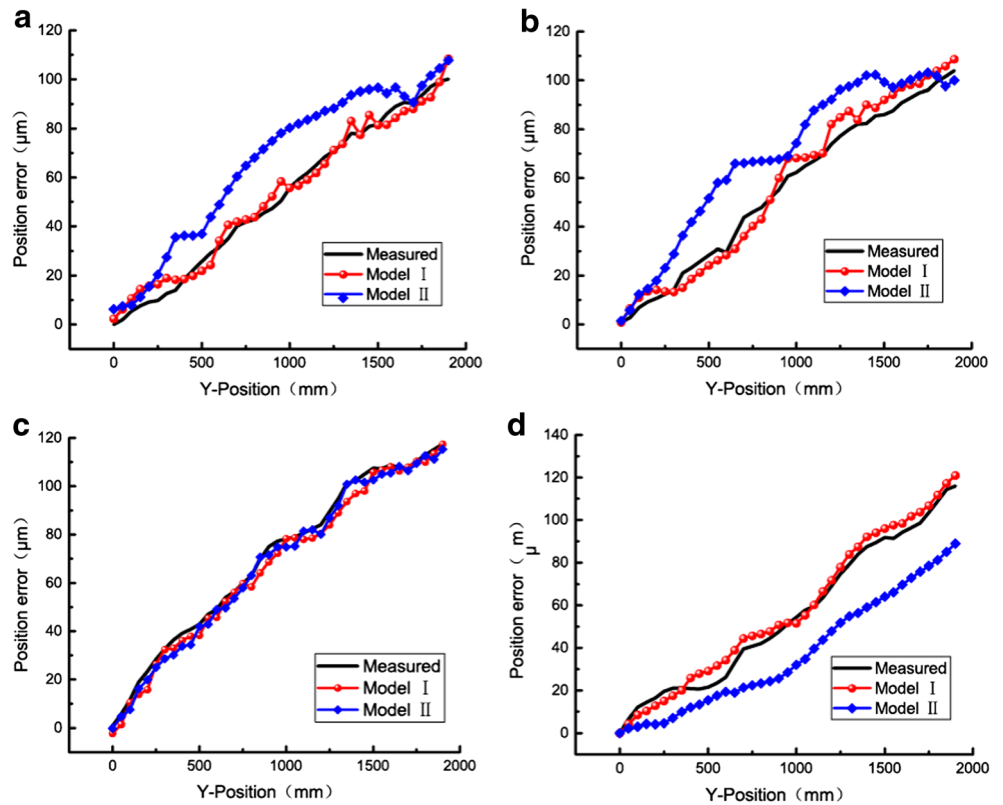 a
120
100
80
60
40
20
0
Position error（μm）
Measured
Model Ⅰ
Model Ⅱ
0 500 1000 1500 2000
Y-Position（mm）
b
120
100
80
60
40
20
0
Position error（μm）
Measured
Model Ⅰ
Model Ⅱ
0 500 1000 1500 2000
Y-Position（mm）
c
120
100
80
60
40
20
0
Position error（μm）
Measured
Model Ⅰ
Model Ⅱ
0 500 1000 1500 2000
Y-Position（mm）
d
140
120
100
80
60
40
20
0
Position error（μm）
Measured
Model Ⅰ
Model Ⅱ
0 500 1000 1500 2000
Y-Position（mm）